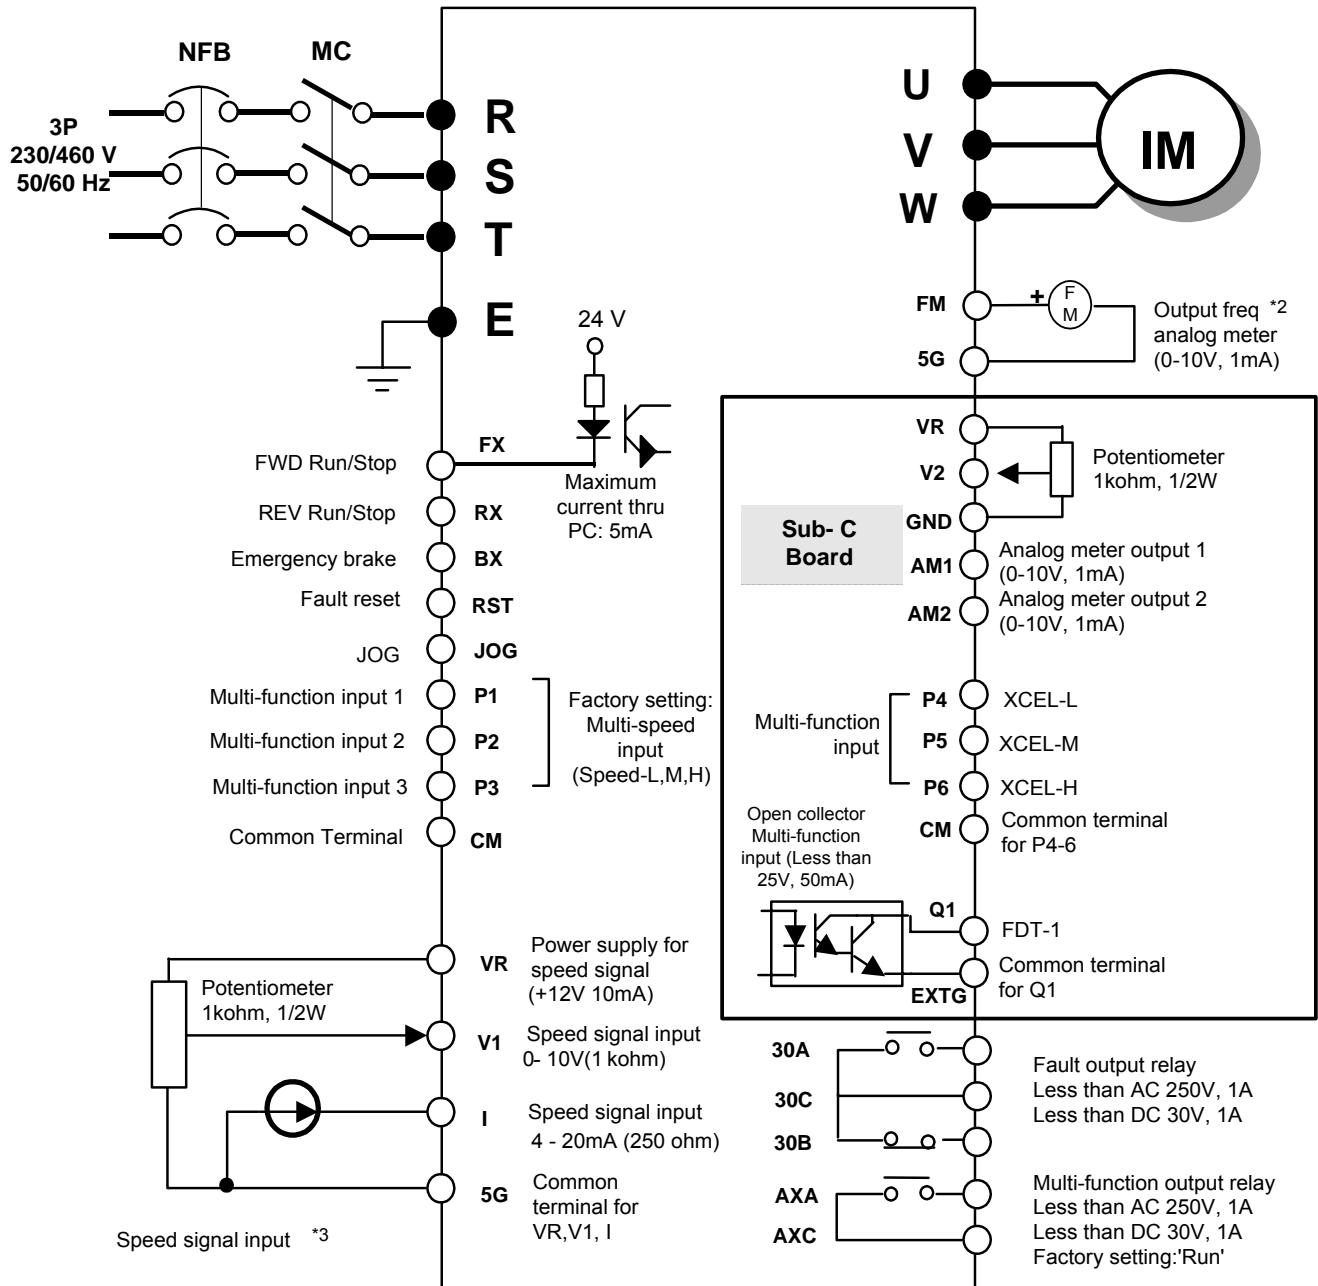 NFB
MC
3P
230/460 V
50/60 Hz
R
S
T
E
U
V
W
IM
24 V
FM
5G
+
F
M
Output freq *2
analog meter
(0-10V, 1mA)
FWD Run/Stop
FX
Maximum
current thru
PC: 5mA
REV Run/Stop
RX
Emergency brake
BX
Fault reset
RST
JOG
JOG
Multi-function input 1
P1
Multi-function input 2
P2
Multi-function input 3
P3
Factory setting:
Multi-speed
input
(Speed-L,M,H)
Common Terminal
CM
VR
V2
GND
Potentiometer
1kohm, 1/2W
Sub- C
Board
AM1
Analog meter output 1
(0-10V, 1mA)
AM2
Analog meter output 2
(0-10V, 1mA)
Multi-function
input
P4
XCEL-L
P5
XCEL-M
P6
XCEL-H
CM
Common terminal
for P4-6
Open collector
Multi-function
input (Less than
25V, 50mA)
Q1
FDT-1
EXTG
Common terminal
for Q1
Potentiometer
1kohm, 1/2W
VR
Power supply for
speed signal
(+12V 10mA)
V1
Speed signal input
0- 10V(1 kohm)
I
Speed signal input
4 - 20mA (250 ohm)
5G
Common
terminal for
VR,V1, I
Speed signal input *3
30A
30C
30B
Fault output relay
Less than AC 250V, 1A
Less than DC 30V, 1A
AXA
AXC
Multi-function output relay
Less than AC 250V, 1A
Less than DC 30V, 1A
Factory setting:'Run'